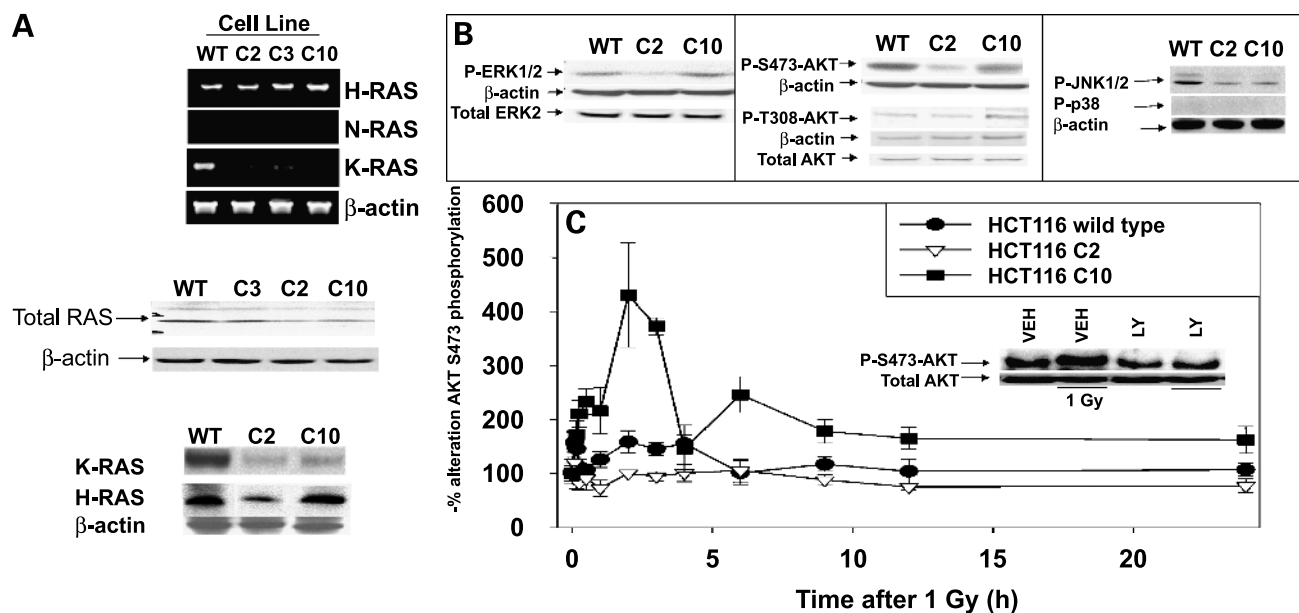 A
Cell Line
WT C2 C3 C10
H-RAS
N-RAS
K-RAS
β-actin
WT C3 C2 C10
Total RAS
β-actin
WT C2 C10
K-RAS
H-RAS
β-actin
B
WT C2 C10
P-ERK1/2
β-actin
Total ERK2
WT C2 C10
P-S473-AKT
β-actin
P-T308-AKT
β-actin
Total AKT
WT C2 C10
P-JNK1/2
P-p38
β-actin
C
HCT116 wild type
HCT116 C2
HCT116 C10
VEH VEH LY LY
P-S473-AKT
Total AKT
1 Gy
-% alteration AKT S473 phosphorylation
600
500
400
300
200
100
0
0 5 10 15 20
Time after 1 Gy (h)